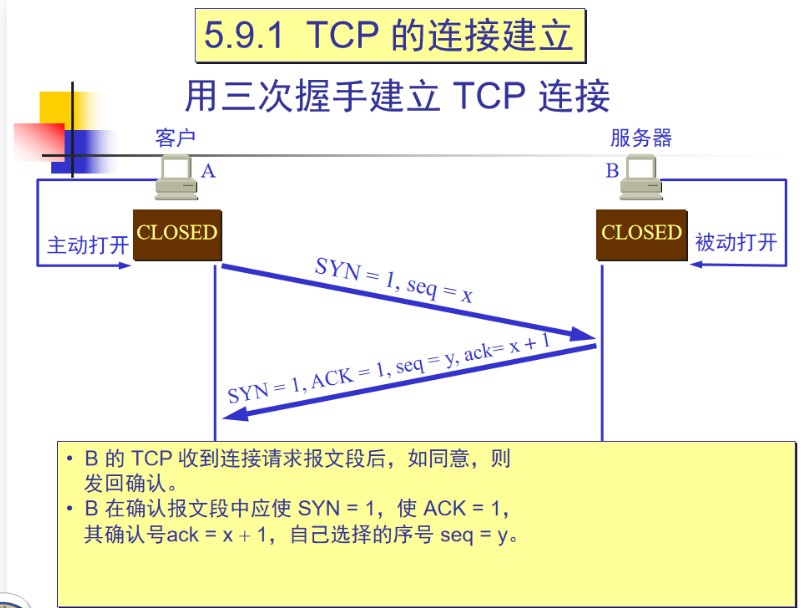 5.9.1 TCP 的连接建立
用三次握手建立 TCP 连接
客户
服务器
A
B
主动打开
CLOSED
CLOSED
被动打开
SYN = 1, seq = x
SYN = 1, ACK = 1, seq = y, ack= x + 1
• B 的 TCP 收到连接请求报文段后，如同意，则
发回确认。
• B 在确认报文段中应使 SYN = 1，使 ACK = 1，
其确认号ack = x + 1，自己选择的序号 seq = y。